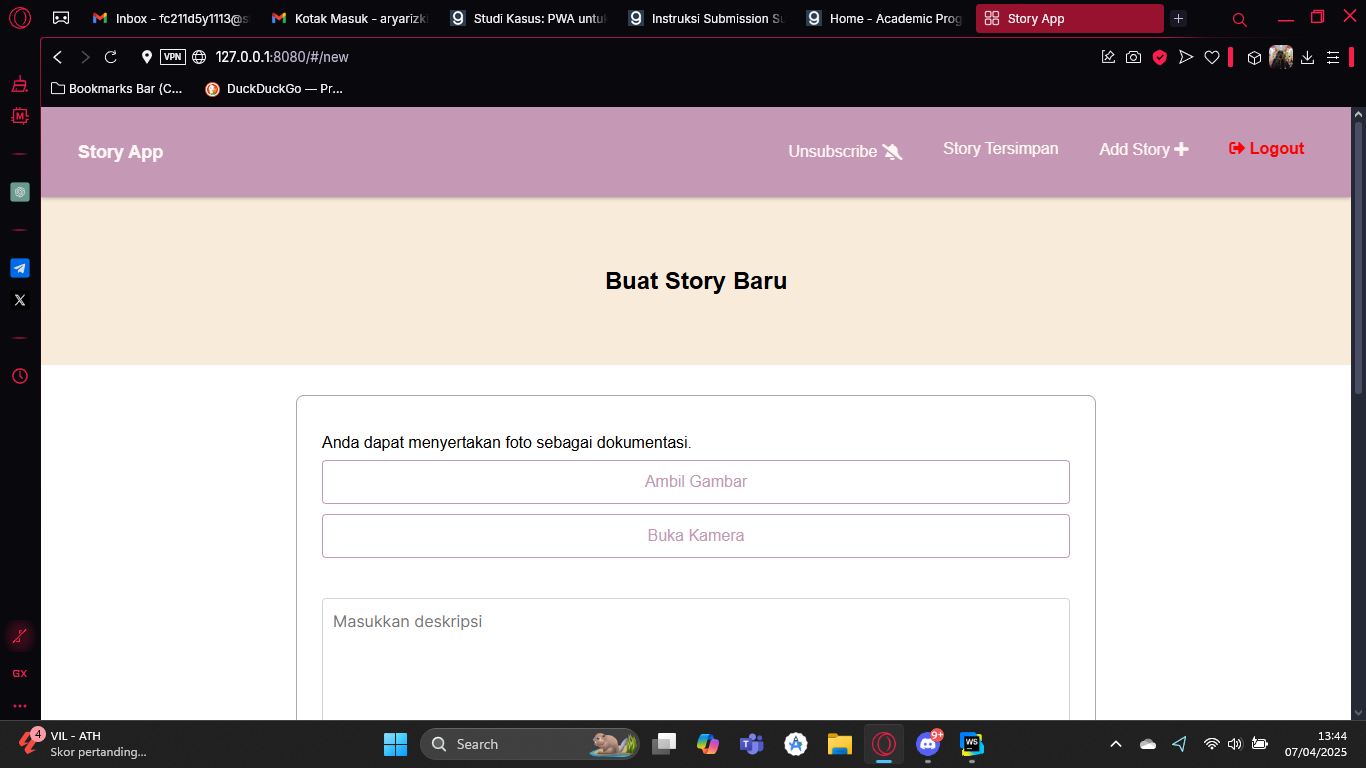 Inbox - fc211d5y1113@s
Kotak Masuk - aryarizki
Studi Kasus: PWA untuk
Instruksi Submission Su
Home - Academic Prog
Story App
VPN
127.0.0.1:8080/#/new
Bookmarks Bar (C...
DuckDuckGo — Pr...
M
Story App
Unsubscribe
Story Tersimpan
Add Story
Logout
Buat Story Baru
Anda dapat menyertakan foto sebagai dokumentasi.
Ambil Gambar
Buka Kamera
Masukkan deskripsi
GX
4
VIL - ATH
Skor pertanding...
Search
9+
WS
13:44
07/04/2025